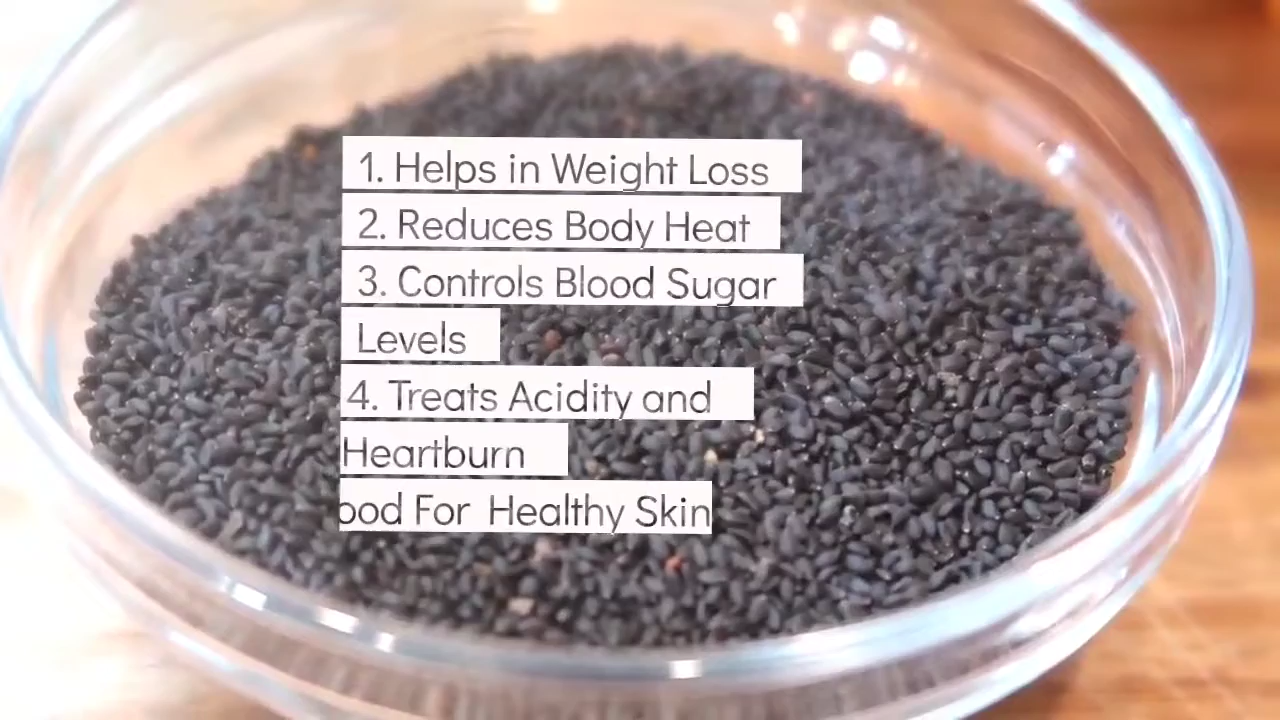 1. Helps in Weight Loss
2. Reduces Body Heat
3. Controls Blood Sugar
Levels
4. Treats Acidity and
Heartburn
ood For Healthy Skin